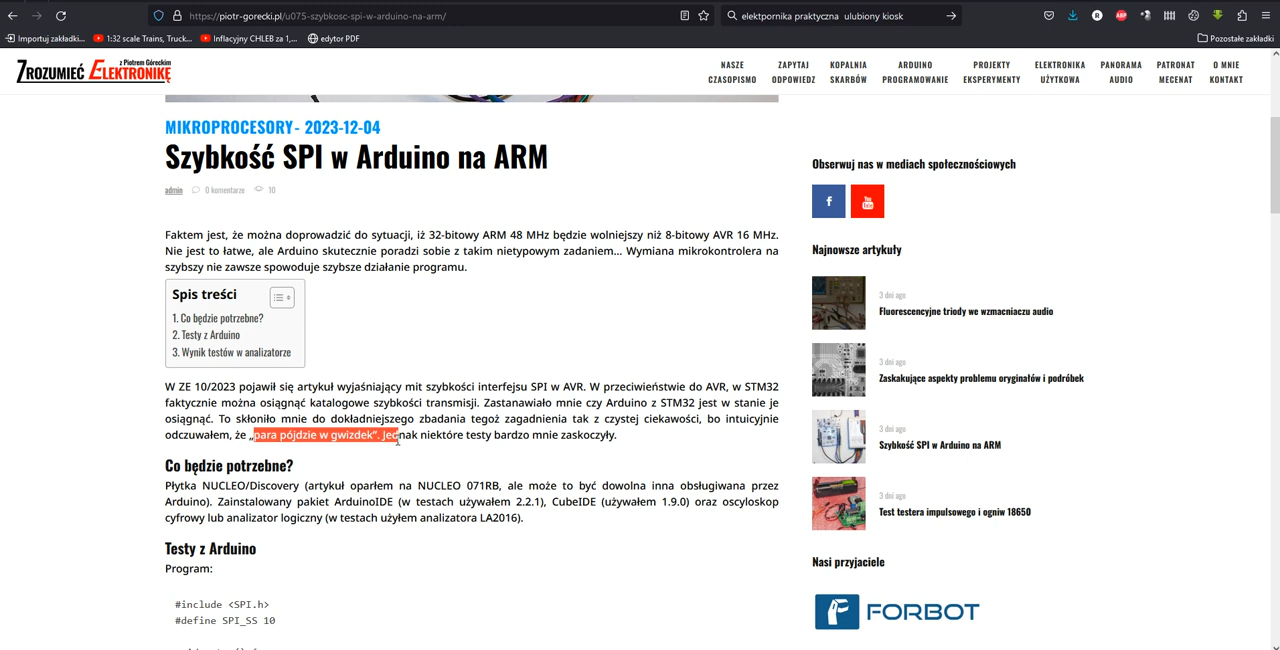 https://piotr-gorecki.pl/u075-szybkosc-spi-w-arduino-na-arm/
elektpornika praktyczna ulubiony kiosk
Importuj zakładki...
1:32 scale Trains, Truck...
Inflacyjny CHLEB za 1,...
edytor PDF
Pozostałe zakładki
z Piotrem Góreckim
ZROZUMIEĆ ELEKTRONIKĘ
NASZE CZASOPISMO
ZAPYTAJ ODPOWIEDZ
KOPALNIA SKARBÓW
ARDUINO PROGRAMOWANIE
PROJEKTY EKSPERYMENTY
ELEKTRONIKA UŻYTKOWA
PANORAMA AUDIO
PATRONAT MECENAT
O MNIE KONTAKT
MIKROPROCESORY- 2023-12-04
Szybkość SPI w Arduino na ARM
admin 0 komentarze 10
Faktem jest, że można doprowadzić do sytuacji, iż 32-bitowy ARM 48 MHz będzie wolniejszy niż 8-bitowy AVR 16 MHz.
Nie jest to łatwe, ale Arduino skutecznie poradzi sobie z takim nietypowym zadaniem... Wymiana mikrokontrolera na
szybszy nie zawsze spowoduje szybsze działanie programu.
Spis treści
1. Co będzie potrzebne?
2. Testy z Arduino
3. Wynik testów w analizatorze
W ZE 10/2023 pojawił się artykuł wyjaśniający mit szybkości interfejsu SPI w AVR. W przeciwieństwie do AVR, w STM32
faktycznie można osiągnąć katalogowe szybkości transmisji. Zastanawiało mnie czy Arduino z STM32 jest w stanie je
osiągnąć. To skłoniło mnie do dokładniejszego zbadania tegoż zagadnienia tak z czystej ciekawości, bo intuicyjnie
odczuwałem, że „para pójdzie w gwizdek”. Jednak niektóre testy bardzo mnie zaskoczyły.
Co będzie potrzebne?
Płytka NUCLEO/Discovery (artykuł oparłem na NUCLEO 071RB, ale może to być dowolna inna obsługiwana przez
Arduino). Zainstalowany pakiet ArduinoIDE (w testach używałem 2.2.1), CubeIDE (używałem 1.9.0) oraz oscyloskop
cyfrowy lub analizator logiczny (w testach użyłem analizatora LA2016).
Testy z Arduino
Program:
#include <SPI.h>
#define SPI_SS 10
Obserwuj nas w mediach społecznościowych
f
You Tube
Najnowsze artykuły
3 dni ago
Fluorescencyjne triody we wzmacniaczu audio
3 dni ago
Zaskakujące aspekty problemu oryginałów i podróbek
3 dni ago
Szybkość SPI w Arduino na ARM
3 dni ago
Test testera impulsowego i ogniw 18650
Nasi przyjaciele
FORBOT